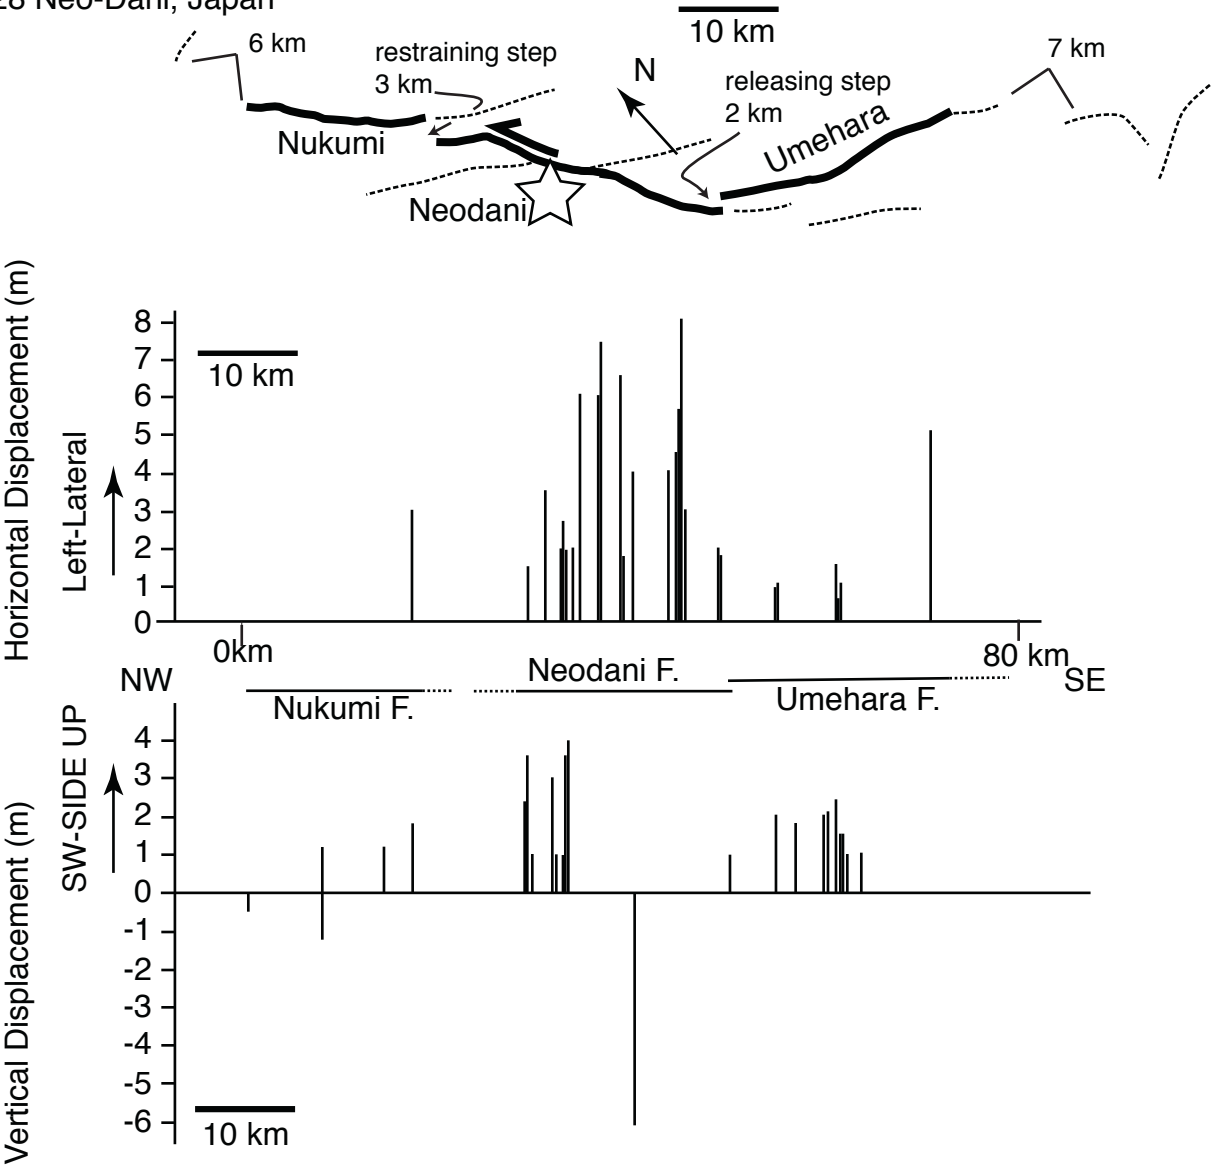 28 Neo-Dani, Japan
10 km
6 km
restraining step
3 km
N
releasing step
2 km
7 km
Nukumi
Umehara
Neodani
Horizontal Displacement (m)
Left-Lateral
8
7
6
5
4
3
2
1
0
10 km
0km
80 km
NW
SE
Neodani F.
Nukumi F.
Umehara F.
Vertical Displacement (m)
SW-SIDE UP
4
3
2
1
0
-1
-2
-3
-4
-5
-6
10 km